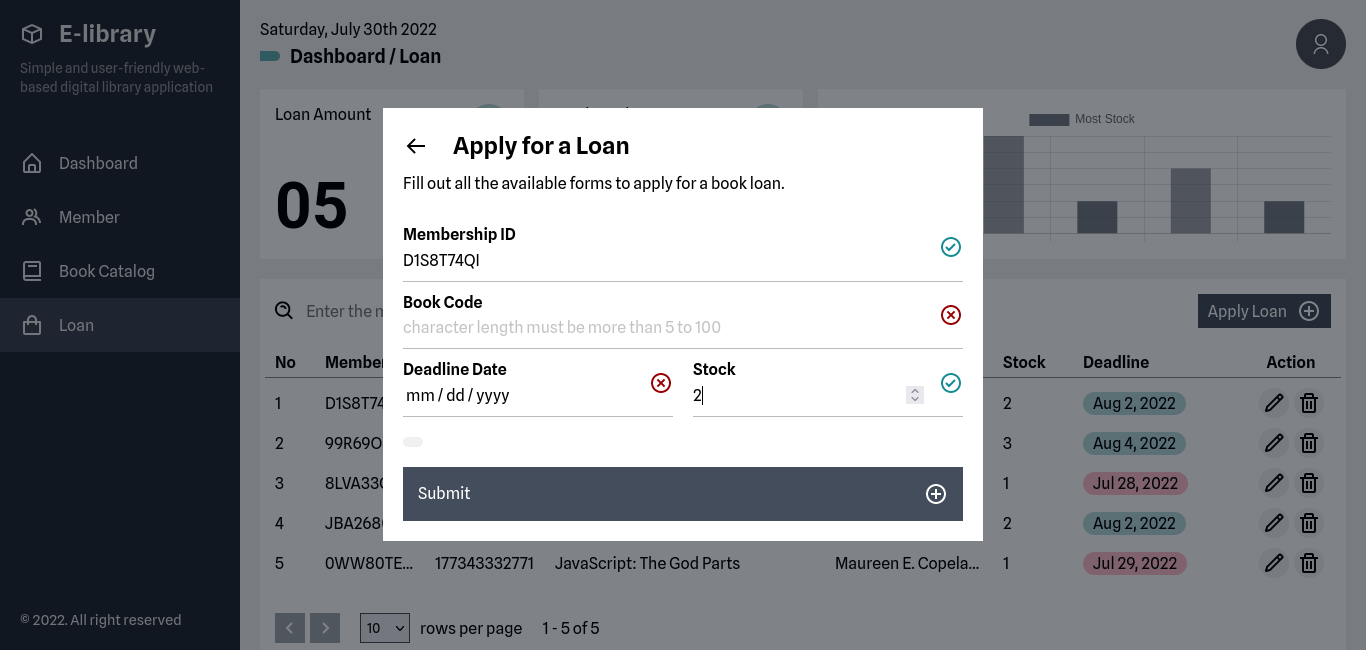 E-library
Simple and user-friendly web-
based digital library application
Dashboard
Member
Book Catalog
Loan
© 2022. All right reserved
Saturday, July 30th 2022
Dashboard / Loan
Loan Amount
05
Most Stock
Apply for a Loan
Fill out all the available forms to apply for a book loan.
Membership ID
D1S8T74QI
Book Code
character length must be more than 5 to 100
Deadline Date
mm / dd / yyyy
Stock
2
Submit
Enter the
Apply Loan
No Stock Deadline Action
1 2 Aug 2, 2022
2 3 Aug 4, 2022
3 1 Jul 28, 2022
4 2 Aug 2, 2022
5 0WW80TE... 177343332771 JavaScript: The God Parts Maureen E. Copela... 1 Jul 29, 2022
10 rows per page 1 - 5 of 5